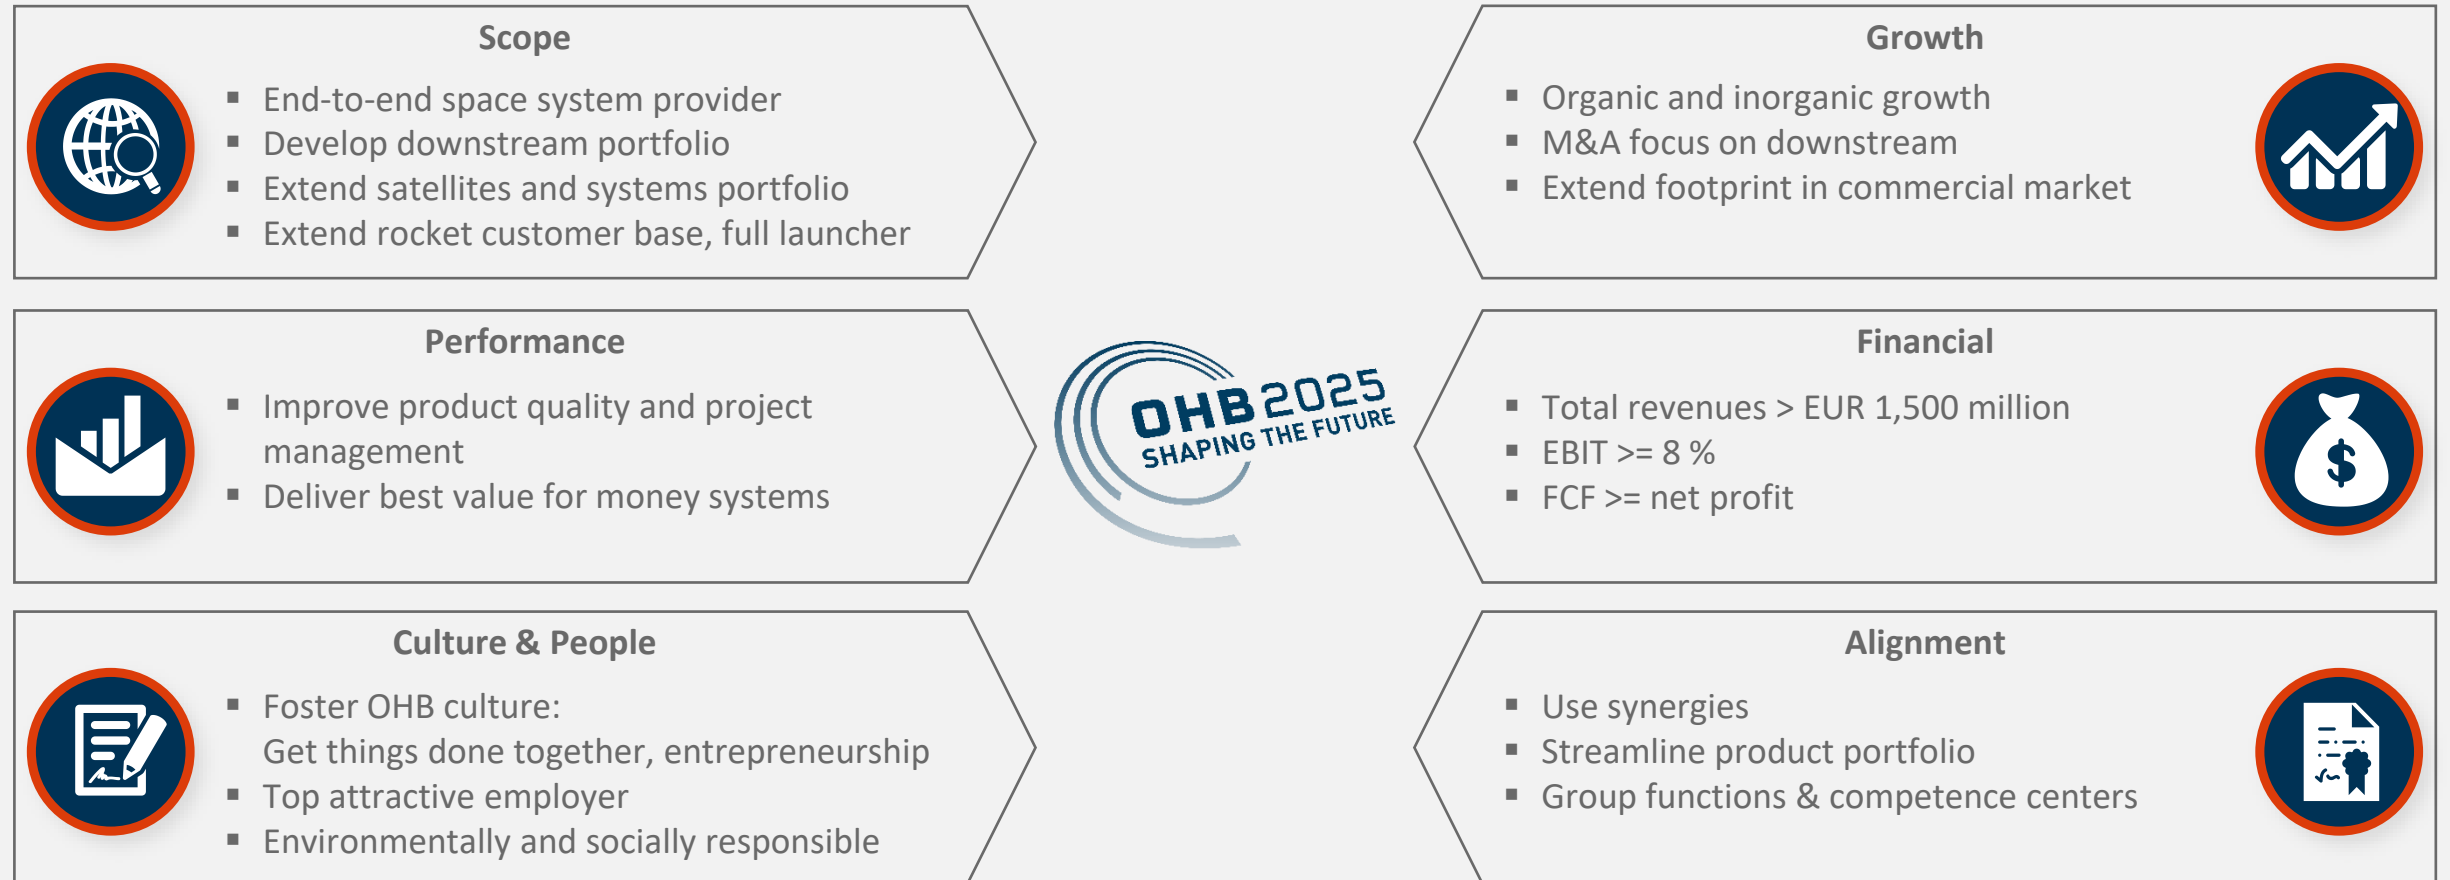 Scope
▪ End-to-end space system provider
▪ Develop downstream portfolio
▪ Extend satellites and systems portfolio
▪ Extend rocket customer base, full launcher
Growth
▪ Organic and inorganic growth
▪ M&A focus on downstream
▪ Extend footprint in commercial market
Performance
▪ Improve product quality and project
management
▪ Deliver best value for money systems
OHB 2025
SHAPING THE FUTURE
Financial
▪ Total revenues > EUR 1,500 million
▪ EBIT >= 8 %
▪ FCF >= net profit
$
Culture & People
▪ Foster OHB culture:
Get things done together, entrepreneurship
▪ Top attractive employer
▪ Environmentally and socially responsible
Alignment
▪ Use synergies
▪ Streamline product portfolio
▪ Group functions & competence centers